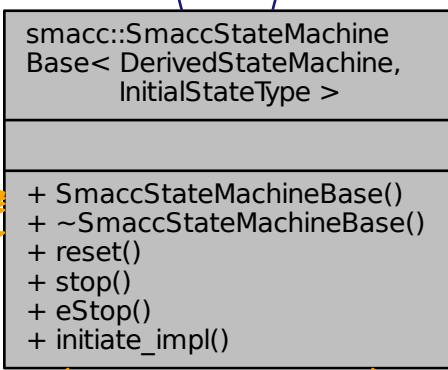 smacc::SmaccStateMachine
Base< DerivedStateMachine,
InitialStateType >
+ SmaccStateMachineBase()
+ ~SmaccStateMachineBase()
+ reset()
+ stop()
+ eStop()
+ initiate_impl()